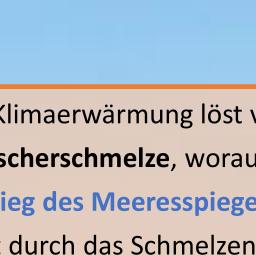 Klimaerwärmung löst v
scherschmelze, worau
ieg des Meeresspiege
t durch das Schmelzen